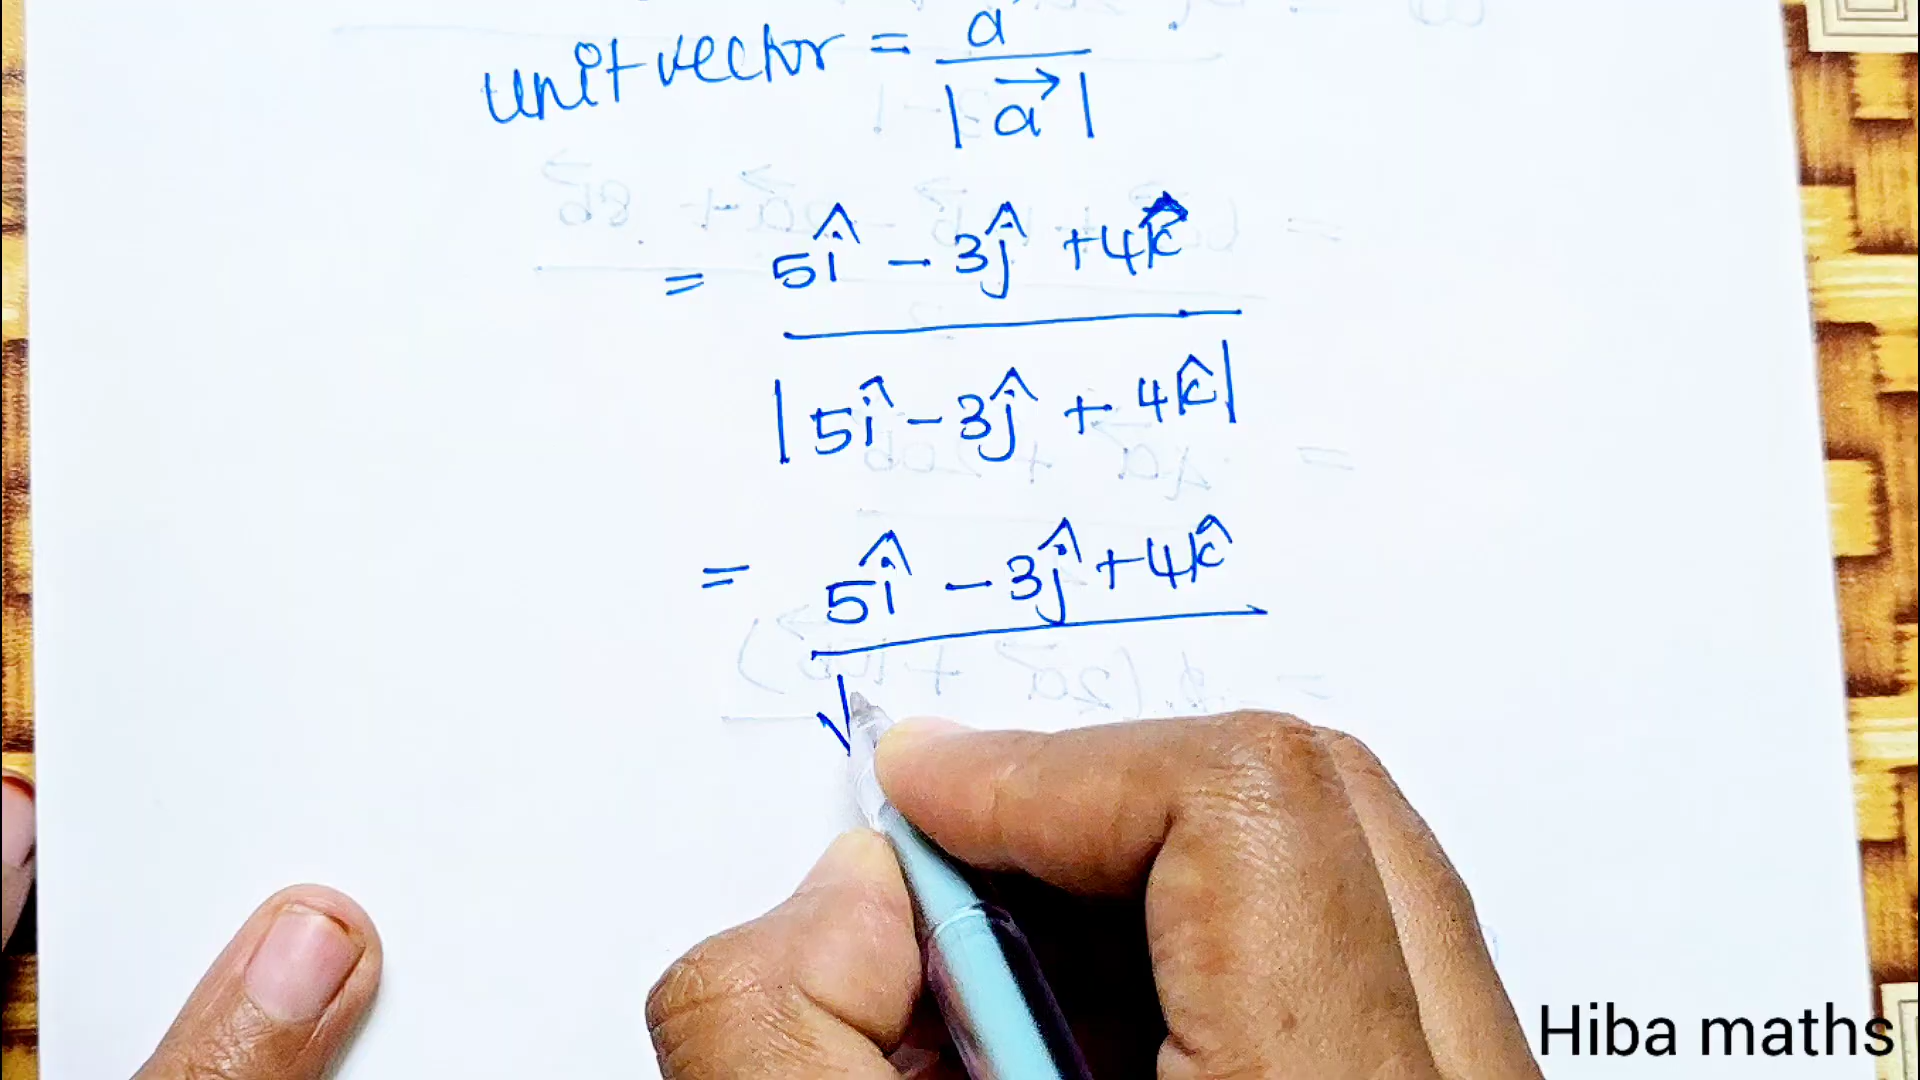 unit vector = a / |a⃗|
= 5î - 3ĵ + 4k̂ / |5î - 3ĵ + 4k̂|
= 5î - 3ĵ + 4k̂ / √
Hiba maths